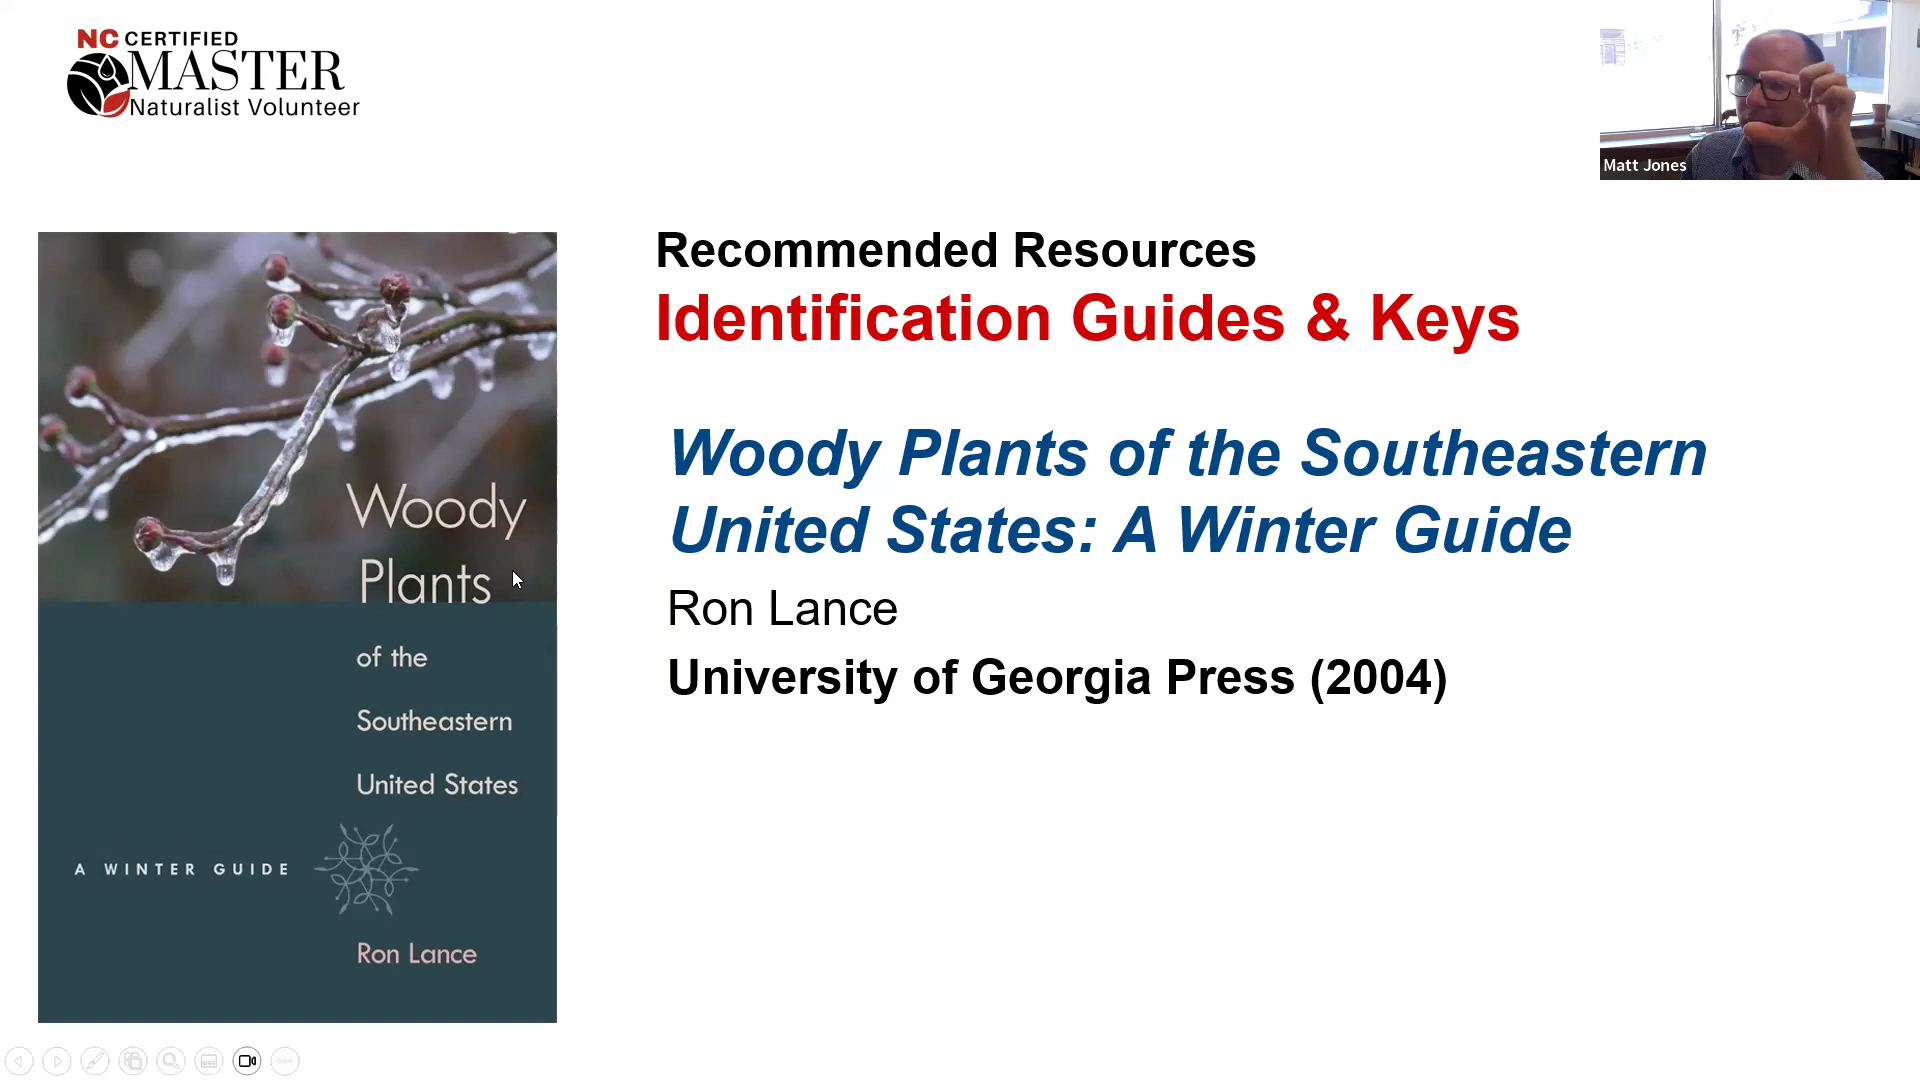 NC CERTIFIED
MASTER
Naturalist Volunteer
Matt Jones
Recommended Resources
Identification Guides & Keys
Woody Plants of the Southeastern
United States: A Winter Guide
Ron Lance
University of Georgia Press (2004)
Woody
Plants
of the
Southeastern
United States
A WINTER GUIDE
Ron Lance